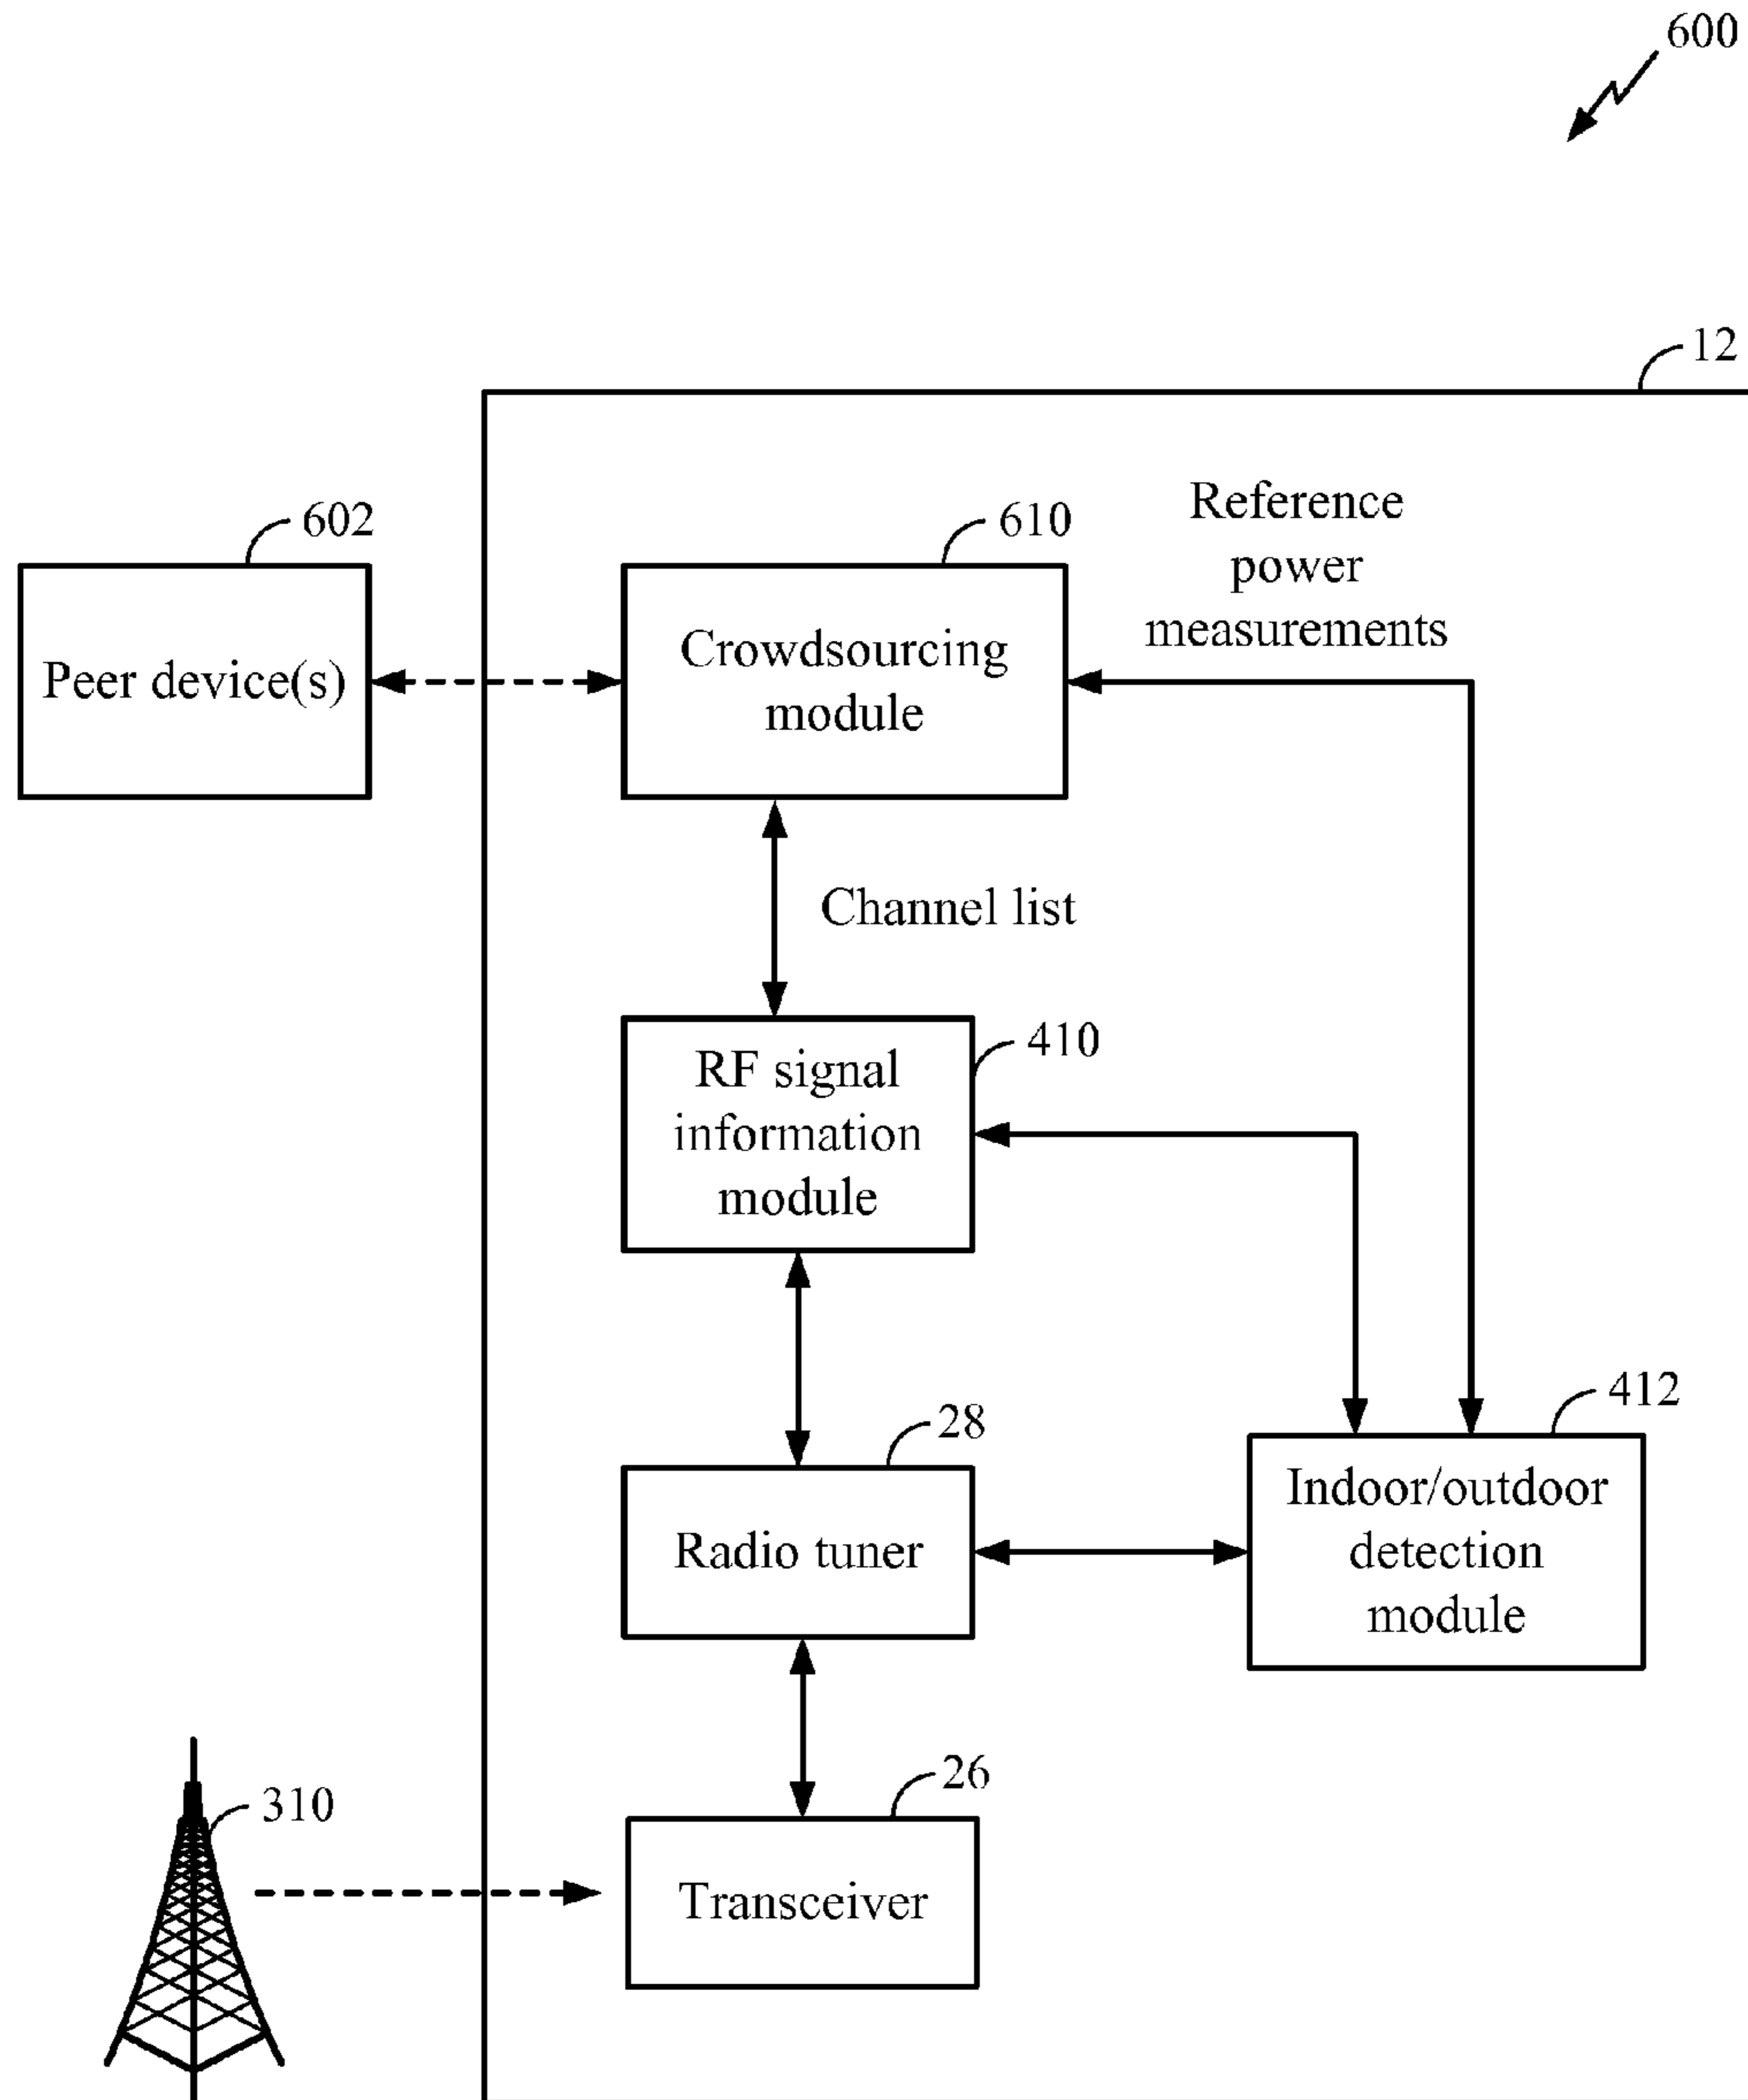 600
12
602
610
Reference
power
measurements
Peer device(s)
Crowdsourcing
module
Channel list
410
RF signal
information
module
412
28
Radio tuner
Indoor/outdoor
detection
module
26
310
Transceiver